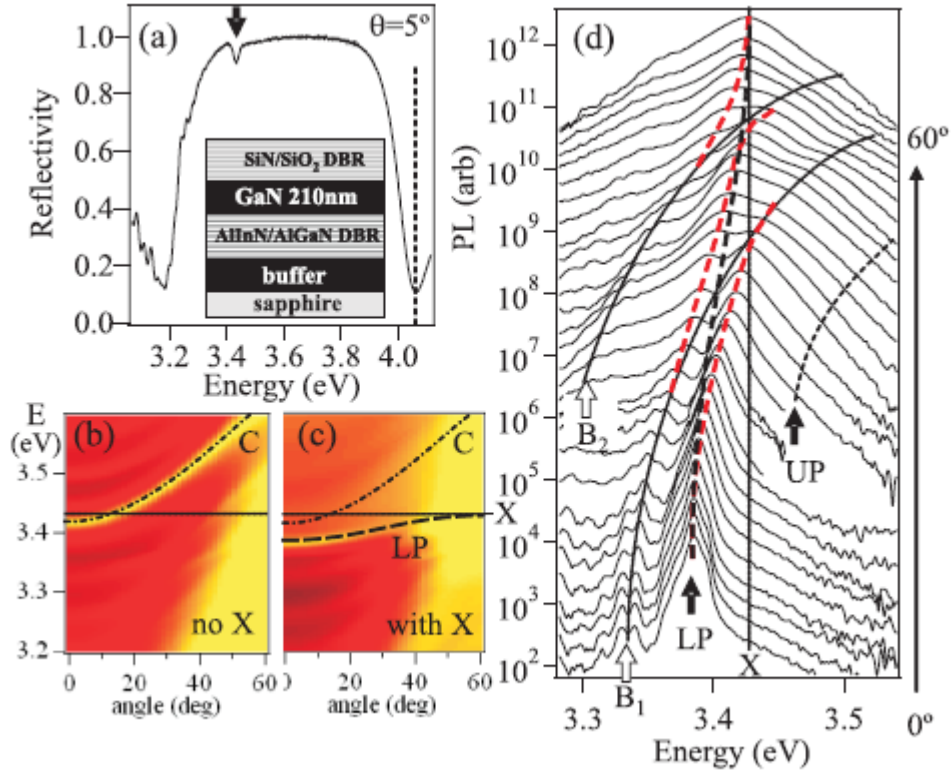 (a)
θ=5º
1.0
0.8
0.6
0.4
0.2
0.0
Reflectivity
SiN/SiO₂ DBR
GaN 210nm
AlInN/AlGaN DBR
buffer
sapphire
3.2 3.4 3.6 3.8 4.0
Energy (eV)
E
(eV)
(b)
C
3.5
3.4
3.3
3.2
no X
0 20 40 60
angle (deg)
(c)
C
X
LP
with X
0 20 40 60
angle (deg)
(d)
10¹²
10¹¹
10¹⁰
10⁹
10⁸
10⁷
10⁶
10⁵
10⁴
10³
10²
PL (arb)
60º
B₂
UP
LP
X
B₁
0º
3.3 3.4 3.5
Energy (eV)